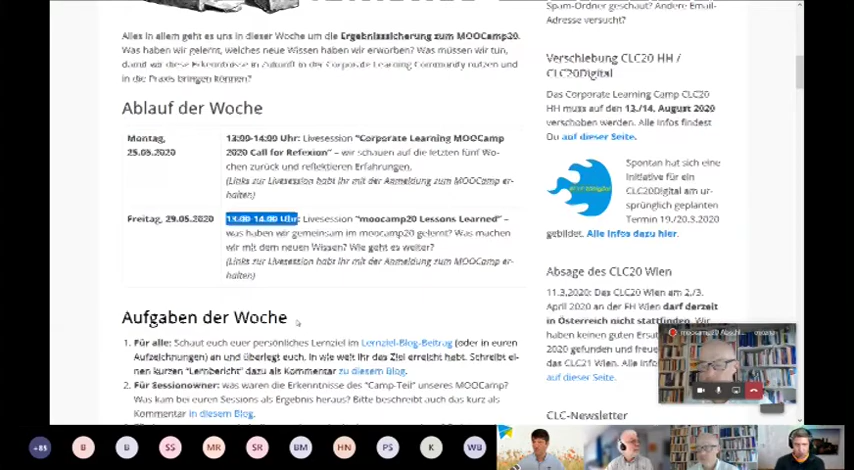 Alles in allem geht es uns in dieser Woche um die Ergebnissicherung zum MOOCamp20.
Was haben wir gelernt, welches neue Wissen haben wir erworben? Was müssen wir tun,
damit wir diese Erkenntnisse in Zukunft in der Corporate Learning Community nutzen und
in die Praxis bringen können?
Ablauf der Woche
Montag,
25.05.2020
13:00-14:00 Uhr: Livesession "Corporate Learning MOOCamp
2020 Call for Reflexion" – wir schauen auf die letzten fünf Wo-
chen zurück und reflektieren Erfahrungen,
(Links zur Livesession habt ihr mit der Anmeldung zum MOOCamp er-
halten)
Freitag, 29.05.2020
13:00-14:00 Uhr: Livesession "moocamp20 Lessons Learned" –
was haben wir gemeinsam im moocamp20 gelernt? Was machen
wir mit dem neuen Wissen? Wie geht es weiter?
(Links zur Livesession habt ihr mit der Anmeldung zum MOOCamp er-
halten)
Aufgaben der Woche
1. Für alle: Schaut euch euer persönliches Lernziel im Lernziel-Blog-Beitrag (oder in euren
Aufzeichnungen) an und überlegt euch, in wie weit ihr das Ziel erreicht habt. Schreibt ei-
nen kurzen "Lernbericht" dazu als Kommentar zu diesem Blog.
2. Für Sessionowner: was waren die Erkenntnisse des "Camp-Teil" unseres MOOCamp?
Was kam bei euren Sessions als Ergebnis heraus? Bitte beschreibt auch das kurz als
Kommentar in diesem Blog.
Spam-Ordner geschaut? Andere Email-
Adresse versucht?
Verschiebung CLC20 HH /
CLC20Digital
Das Corporate Learning Camp CLC20
HH muss auf den 13./14. August 2020
verschoben werden. Alle Infos findest
Du auf dieser Seite.
Spontan hat sich eine
Initiative für ein
CLC20Digital am ur-
sprünglich geplanten
Termin 19./20.3.2020
gebildet. Alle Infos dazu hier.
Absage des CLC20 Wien
11.3.2020: Das CLC20 Wien am 2./3.
April 2020 an der FH Wien darf derzeit
in Österreich nicht stattfinden. Wir
haben keinen guten Ersatz
2020 gefunden und freue
das CLC21 Wien. Alle Info
auf dieser Seite.
CLC-Newsletter
+85
B
B
SS
MR
SR
BM
HN
PS
K
WB